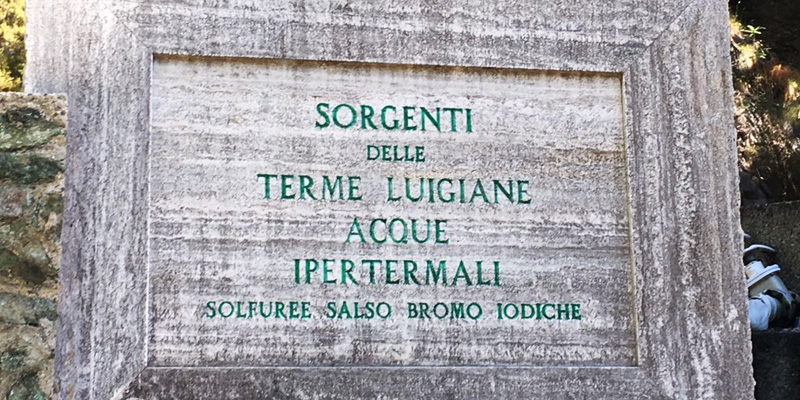 SORGENTI
DELLE
TERME LUIGIANE
ACQUE
IPERTERMALI
SOLFUREE SALSO BROMO IODICHE